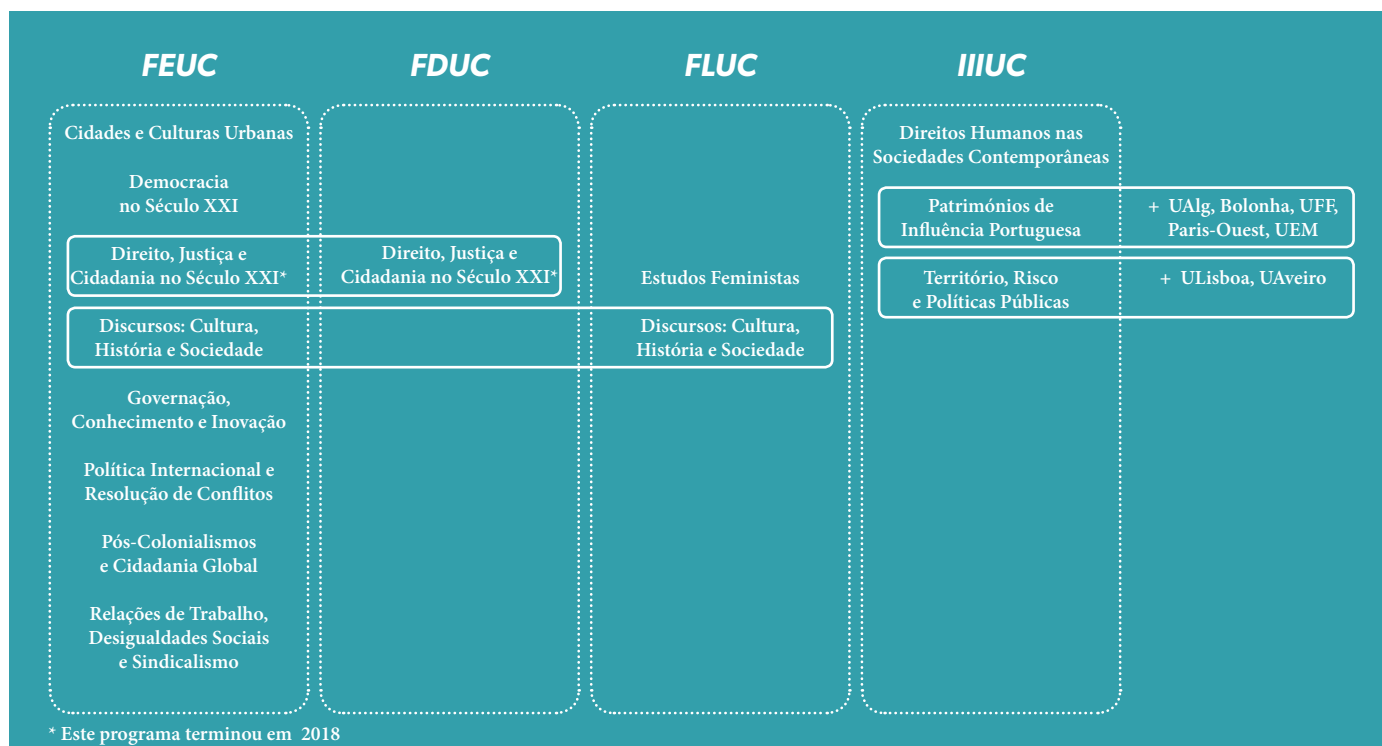 FEUC
FDUC
FLUC
IIIUC
Cidades e Culturas Urbanas
Democracia
no Século XXI
Direito, Justiça e
Cidadania no Século XXI*
Discursos: Cultura,
História e Sociedade
Governação,
Conhecimento e Inovação
Política Internacional e
Resolução de Conflitos
Pós-Colonialismos
e Cidadania Global
Relações de Trabalho,
Desigualdades Sociais
e Sindicalismo
Direito, Justiça e
Cidadania no Século XXI*
Estudos Feministas
Discursos: Cultura,
História e Sociedade
Direitos Humanos nas
Sociedades Contemporâneas
Patrimónios de
Influência Portuguesa
+ UAlg, Bolonha, UFF,
Paris-Ouest, UEM
Território, Risco
e Políticas Públicas
+ ULisboa, UAveiro
* Este programa terminou em 2018